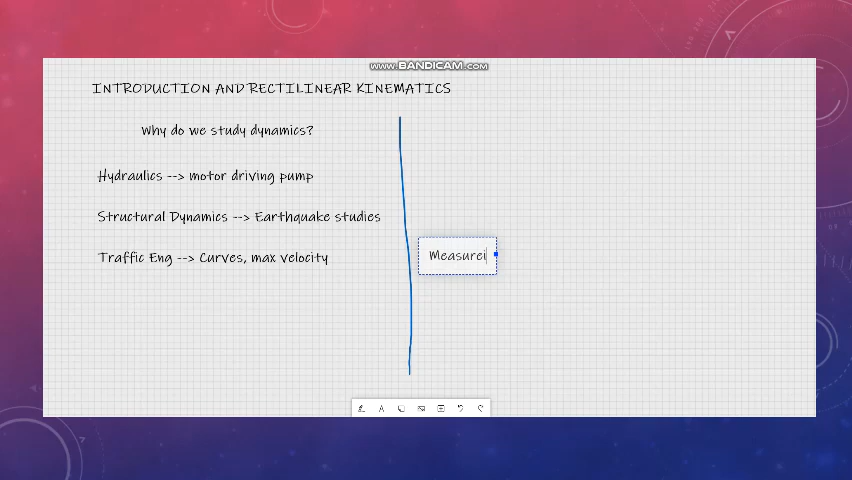 www.BANDICAM.com
INTRODUCTION AND RECTILINEAR KINEMATICS
Why do we study dynamics?
Hydraulics --> motor driving pump
Structural Dynamics --> Earthquake studies
Traffic Eng --> Curves, max velocity
Measurei